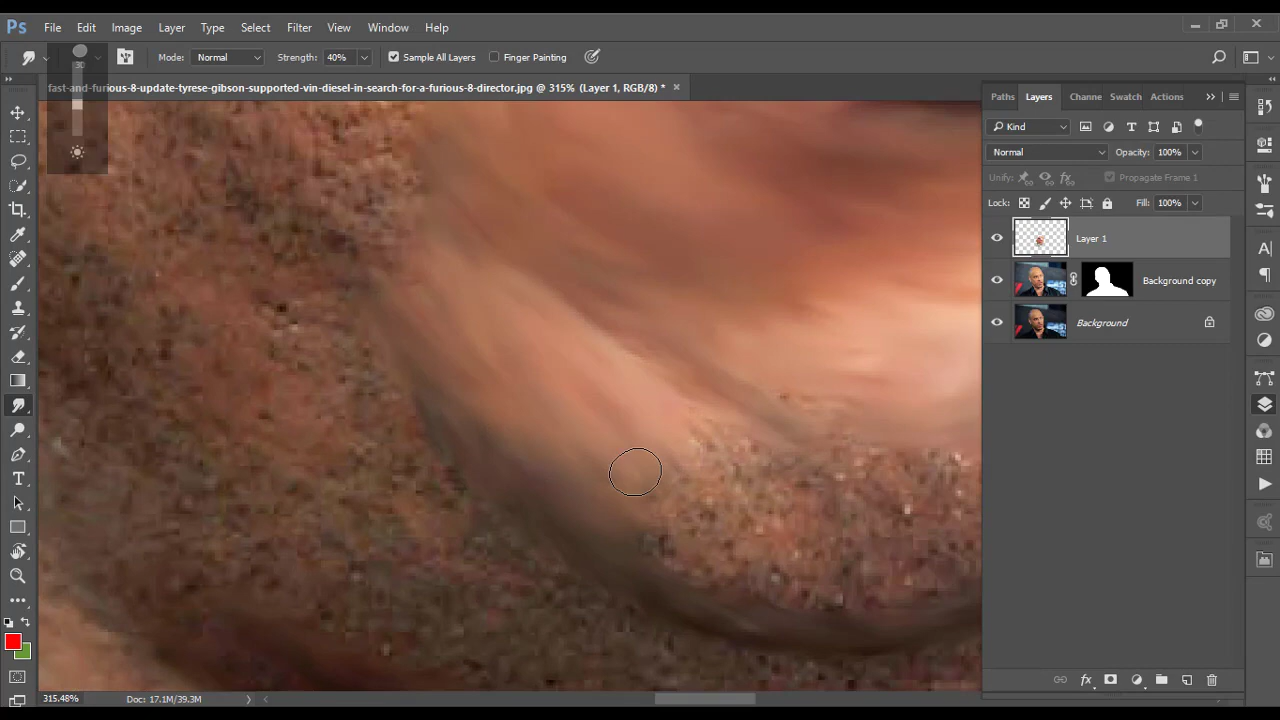 Ps File Edit Image Layer Type Select Filter View Window Help
30 Mode: Normal Strength: 40% Sample All Layers Finger Painting
fast-and-furious-8-update-tyrese-gibson-supported-vin-diesel-in-search-for-a-furious-8-director.jpg @ 315% (Layer 1, RGB/8) *
Paths Layers Channe Swatch Actions
Kind
Normal Opacity: 100%
Unify: Propagate Frame 1
Lock: Fill: 100%
Layer 1
Background copy
Background
315.48% Doc: 17.1M/39.3M